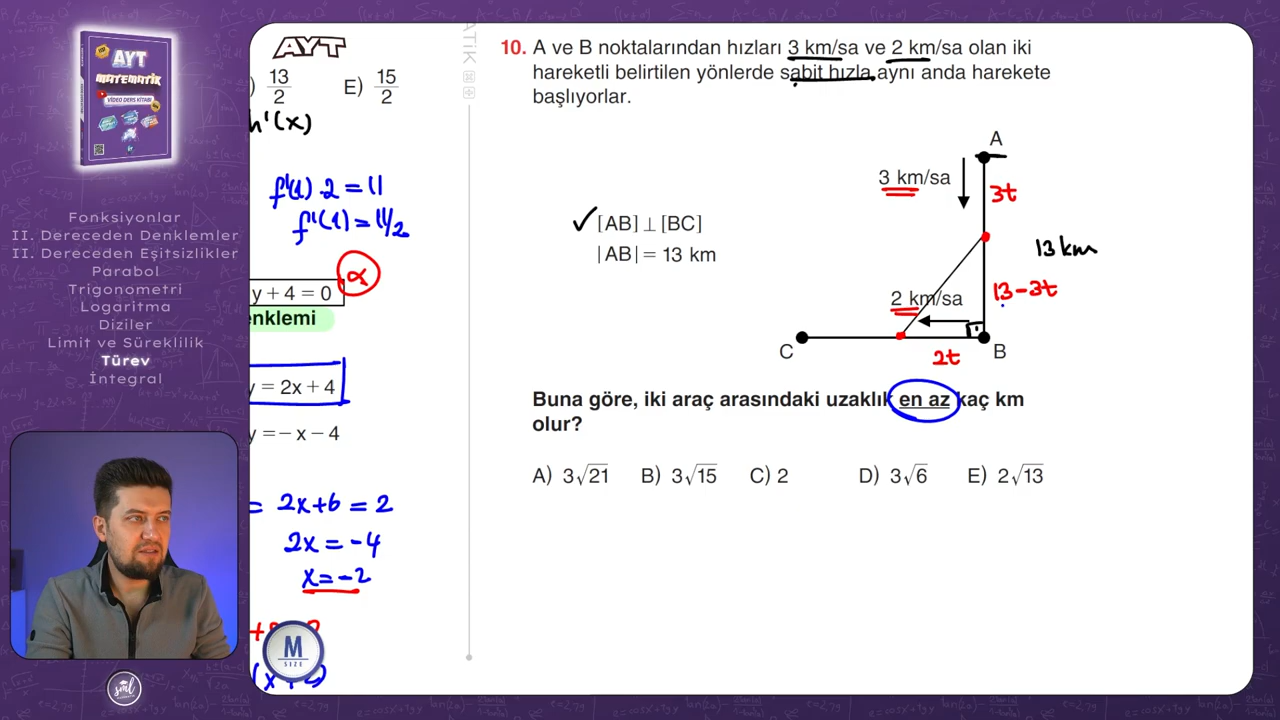 AYT
MATEMATİK
VİDEO DERS KİTABI
Fonksiyonlar
II. Dereceden Denklemler
II. Dereceden Eşitsizlikler
Parabol
Trigonometri
Logaritma
Diziler
Limit ve Süreklilik
Türev
İntegral
sml
AYT
) 13/2 E) 15/2
h'(x)
f'(1) . 2 = 11
f'(1) = 11/2
α
y + 4 = 0
enklemi
y = 2x + 4
y = – x – 4
= 2x+6 = 2
2x = -4
x = -2
M
SIZE
10. A ve B noktalarından hızları 3 km/sa ve 2 km/sa olan iki
hareketli belirtilen yönlerde sabit hızla aynı anda harekete
başlıyorlar.
A
3 km/sa
3t
[AB] ⊥ [BC]
|AB| = 13 km
13 km
13-3t
2 km/sa
C
2t
B
Buna göre, iki araç arasındaki uzaklık en az kaç km
olur?
A) 3√21 B) 3√15 C) 2 D) 3√6 E) 2√13